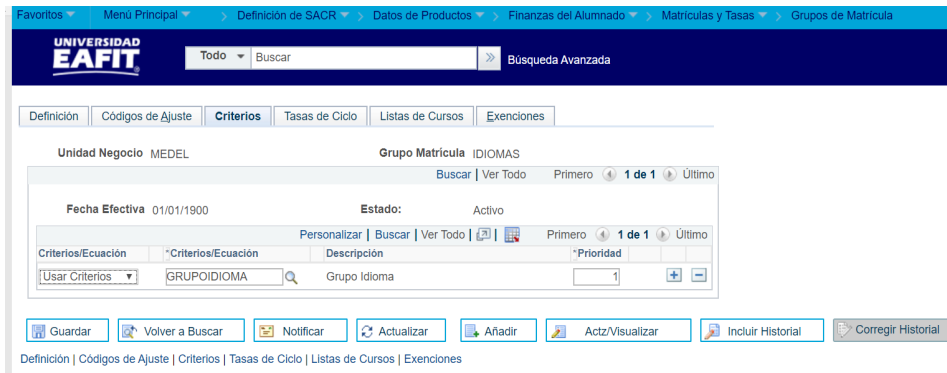 Favoritos Menú Principal > Definición de SACR > Datos de Productos > Finanzas del Alumnado > Matrículas y Tasas > Grupos de Matrícula
UNIVERSIDAD
EAFIT
Todo Buscar » Búsqueda Avanzada
Definición Códigos de Ajuste Criterios Tasas de Ciclo Listas de Cursos Exenciones
Unidad Negocio MEDEL Grupo Matrícula IDIOMAS
Buscar | Ver Todo Primero 1 de 1 Último
Fecha Efectiva 01/01/1900 Estado: Activo
Personalizar | Buscar | Ver Todo | | Primero 1 de 1 Último
Criterios/Ecuación *Criterios/Ecuación Descripción *Prioridad
Usar Criterios GRUPOIDIOMA Grupo Idioma 1 + −
Guardar Volver a Buscar Notificar Actualizar Añadir Actz/Visualizar Incluir Historial Corregir Historial
Definición | Códigos de Ajuste | Criterios | Tasas de Ciclo | Listas de Cursos | Exenciones